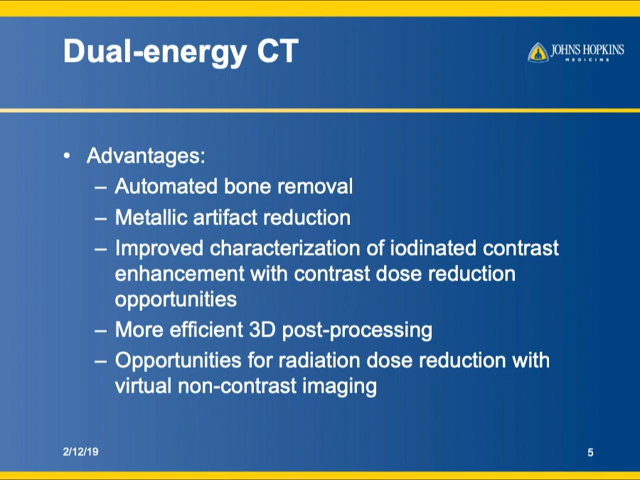 Dual-energy CT
JOHNS HOPKINS
MEDICINE
• Advantages:
– Automated bone removal
– Metallic artifact reduction
– Improved characterization of iodinated contrast
enhancement with contrast dose reduction
opportunities
– More efficient 3D post-processing
– Opportunities for radiation dose reduction with
virtual non-contrast imaging
2/12/19
5